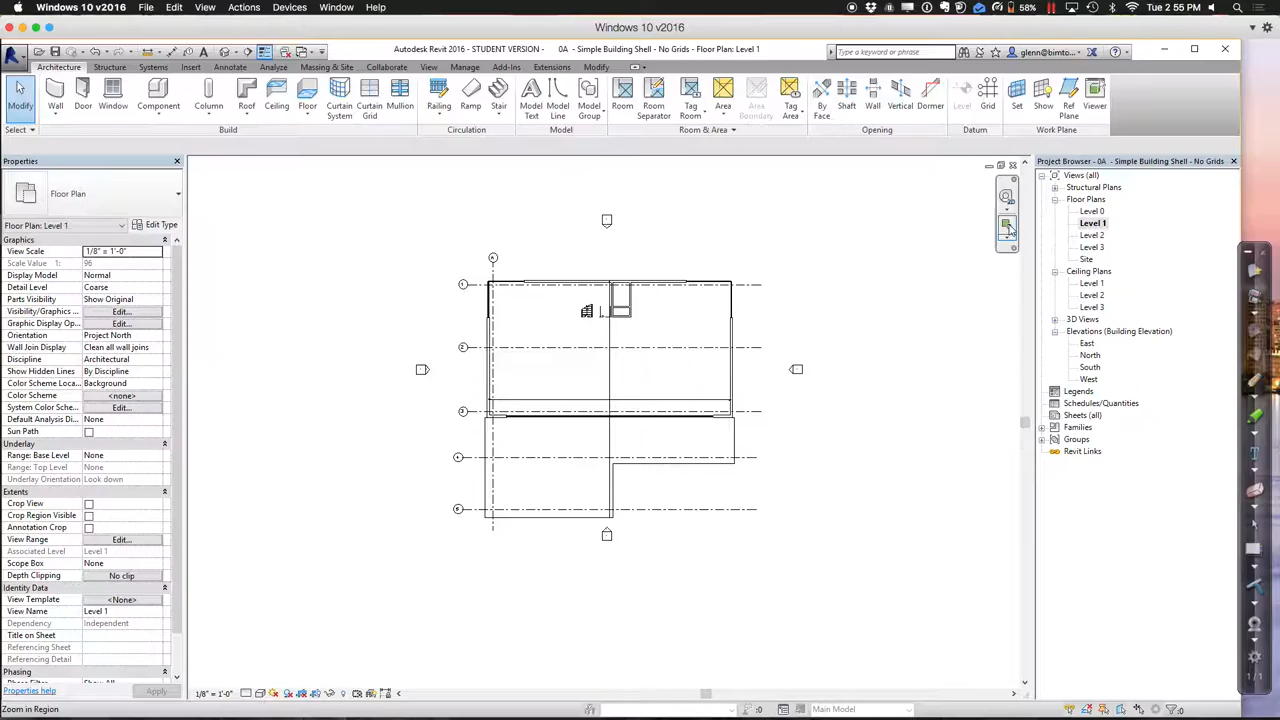 Windows 10 v2016 View Actions Devices Window Help 58% Tue 2:55 PM
Windows 10 v2016
Autodesk Revit 2016 - STUDENT VERSION - 0A - Simple Building Shell - No Grids - Floor Plan: Level 1 Type a keyword or phrase glenn@bimto...
Architecture Structure Systems Insert Annotate Analyze Massing & Site Collaborate View Manage Add-Ins Extensions Modify
Modify Wall Door Window Component Column Roof Ceiling Floor Curtain System Curtain Grid Mullion Railing Ramp Stair Model Text Model Line Model Group Room Room Separator Tag Room Area Area Boundary Tag Area By Face Shaft Wall Vertical Dormer Level Grid Set Show Ref Plane Viewer
Select Build Circulation Model Room & Area Opening Datum Work Plane
Properties
Floor Plan
Floor Plan: Level 1 Edit Type
Graphics
View Scale 1/8" = 1'-0"
Scale Value 1: 96
Display Model Normal
Detail Level Coarse
Parts Visibility Show Original
Visibility/Graphics ... Edit...
Graphic Display Op... Edit...
Orientation Project North
Wall Join Display Clean all wall joins
Discipline Architectural
Show Hidden Lines By Discipline
Color Scheme Loca... Background
Color Scheme <none>
System Color Sche... Edit...
Default Analysis Di... None
Sun Path
Underlay
Range: Base Level None
Range: Top Level None
Underlay Orientation Look down
Extents
Crop View
Crop Region Visible
Annotation Crop
View Range Edit...
Associated Level Level 1
Scope Box None
Depth Clipping No clip
Identity Data
View Template <None>
View Name Level 1
Dependency Independent
Title on Sheet
Referencing Sheet
Referencing Detail
Phasing
Properties help Apply
Zoom in Region
A
1
2
3
4
5
2D
1/8" = 1'-0"
:0 Main Model :0
Project Browser - 0A - Simple Building Shell - No Grids
Views (all)
Structural Plans
Floor Plans
Level 0
Level 1
Level 2
Level 3
Site
Ceiling Plans
Level 1
Level 2
Level 3
3D Views
Elevations (Building Elevation)
East
North
South
West
Legends
Schedules/Quantities
Sheets (all)
Families
Groups
Revit Links
T
1 / 1